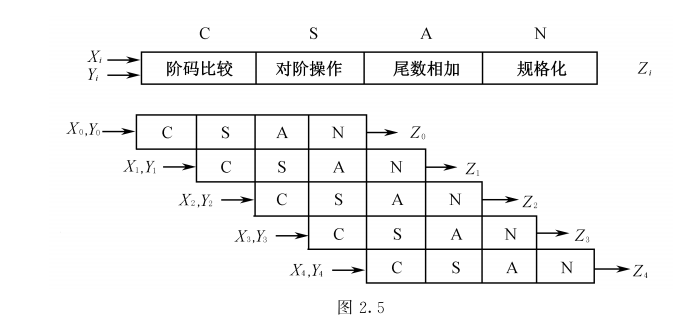 C S A N
Xi
Yi
阶码比较 对阶操作 尾数相加 规格化 Zi
X0,Y0 C S A N Z0
X1,Y1 C S A N Z1
X2,Y2 C S A N Z2
X3,Y3 C S A N Z3
X4,Y4 C S A N Z4
图 2.5